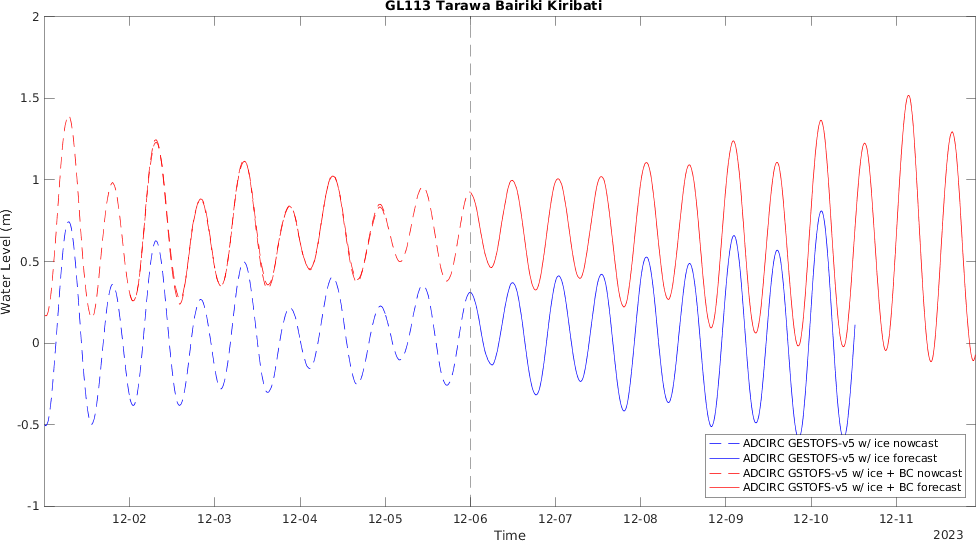 GL113 Tarawa Bairiki Kiribati
2
1.5
1
0.5
0
-0.5
-1
Water Level (m)
12-02 12-03 12-04 12-05 12-06 12-07 12-08 12-09 12-10 12-11
Time
2023
ADCIRC GESTOFS-v5 w/ ice nowcast
ADCIRC GESTOFS-v5 w/ ice forecast
ADCIRC GSTOFS-v5 w/ ice + BC nowcast
ADCIRC GSTOFS-v5 w/ ice + BC forecast